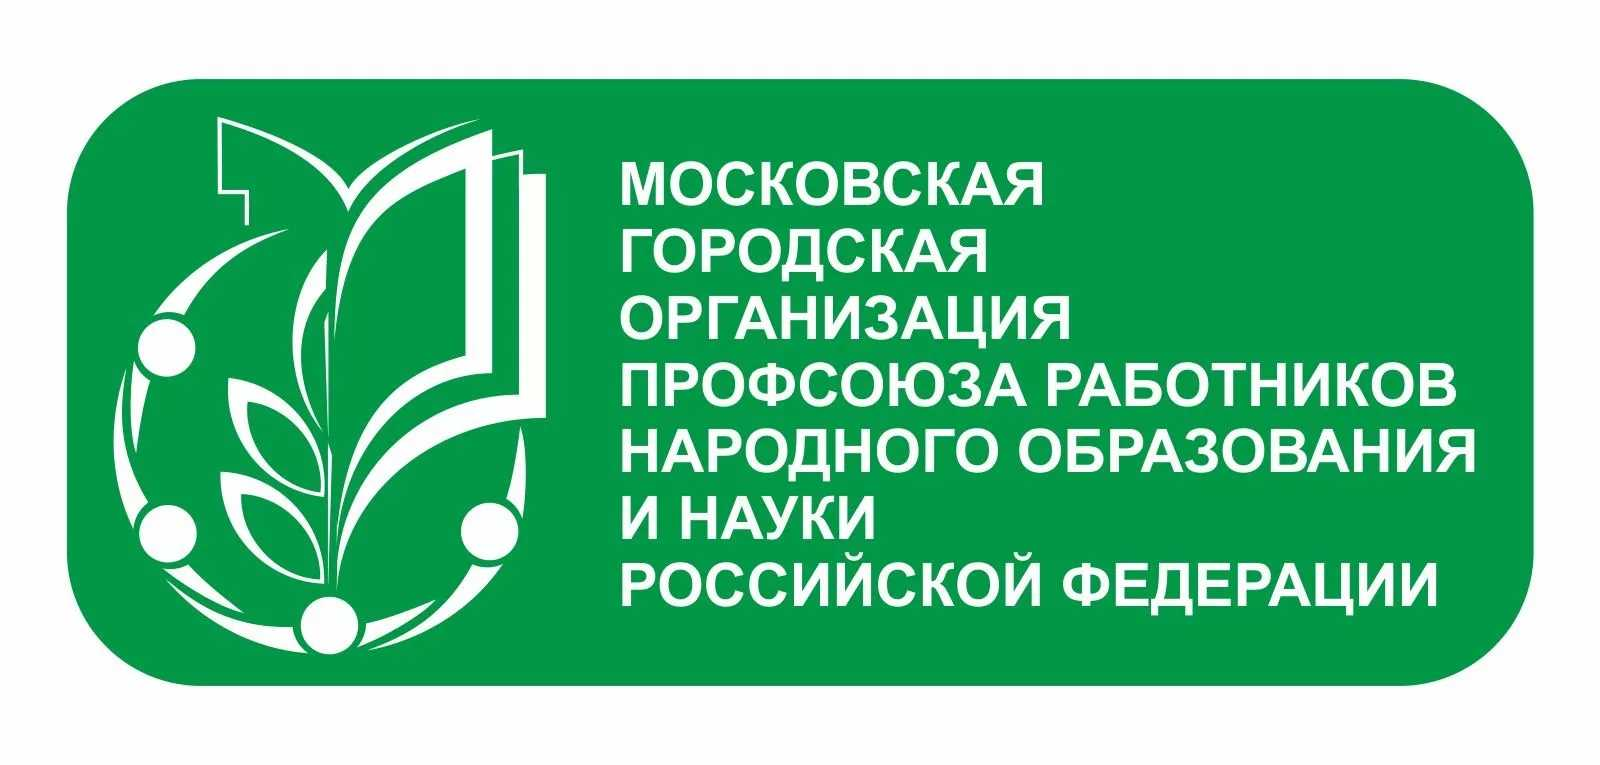 МОСКОВСКАЯ
ГОРОДСКАЯ
ОРГАНИЗАЦИЯ
ПРОФСОЮЗА РАБОТНИКОВ
НАРОДНОГО ОБРАЗОВАНИЯ
И НАУКИ
РОССИЙСКОЙ ФЕДЕРАЦИИ